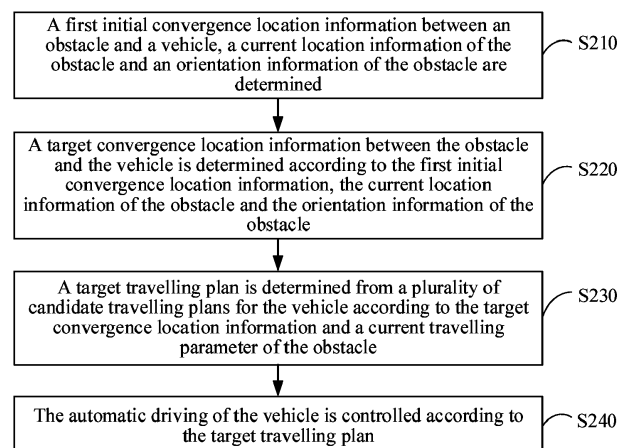 A first initial convergence location information between an
obstacle and a vehicle, a current location information of the
obstacle and an orientation information of the obstacle are
determined
S210
A target convergence location information between the obstacle
and the vehicle is determined according to the first initial
convergence location information, the current location
information of the obstacle and the orientation information of the
obstacle
S220
A target travelling plan is determined from a plurality of
candidate travelling plans for the vehicle according to the target
convergence location information and a current travelling
parameter of the obstacle
S230
The automatic driving of the vehicle is controlled according to
the target travelling plan
S240